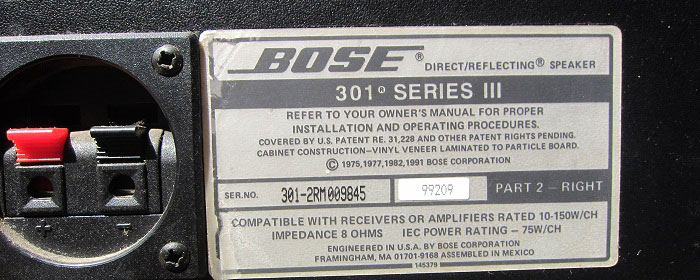 BOSE® DIRECT/REFLECTING® SPEAKER
301® SERIES III
REFER TO YOUR OWNER'S MANUAL FOR PROPER
INSTALLATION AND OPERATING PROCEDURES.
COVERED BY U.S. PATENT RE. 31,228 AND OTHER PATENT RIGHTS PENDING.
CABINET CONSTRUCTION-VINYL VENEER LAMINATED TO PARTICLE BOARD.
© 1975,1977,1982,1991 BOSE CORPORATION
SER.NO. 301-2RM009845 99209 PART 2 - RIGHT
COMPATIBLE WITH RECEIVERS OR AMPLIFIERS RATED 10-150W/CH
IMPEDANCE 8 OHMS IEC POWER RATING - 75W/CH
ENGINEERED IN U.S.A. BY BOSE CORPORATION
FRAMINGHAM, MA 01701-9168 ASSEMBLED IN MEXICO
145379
+ -